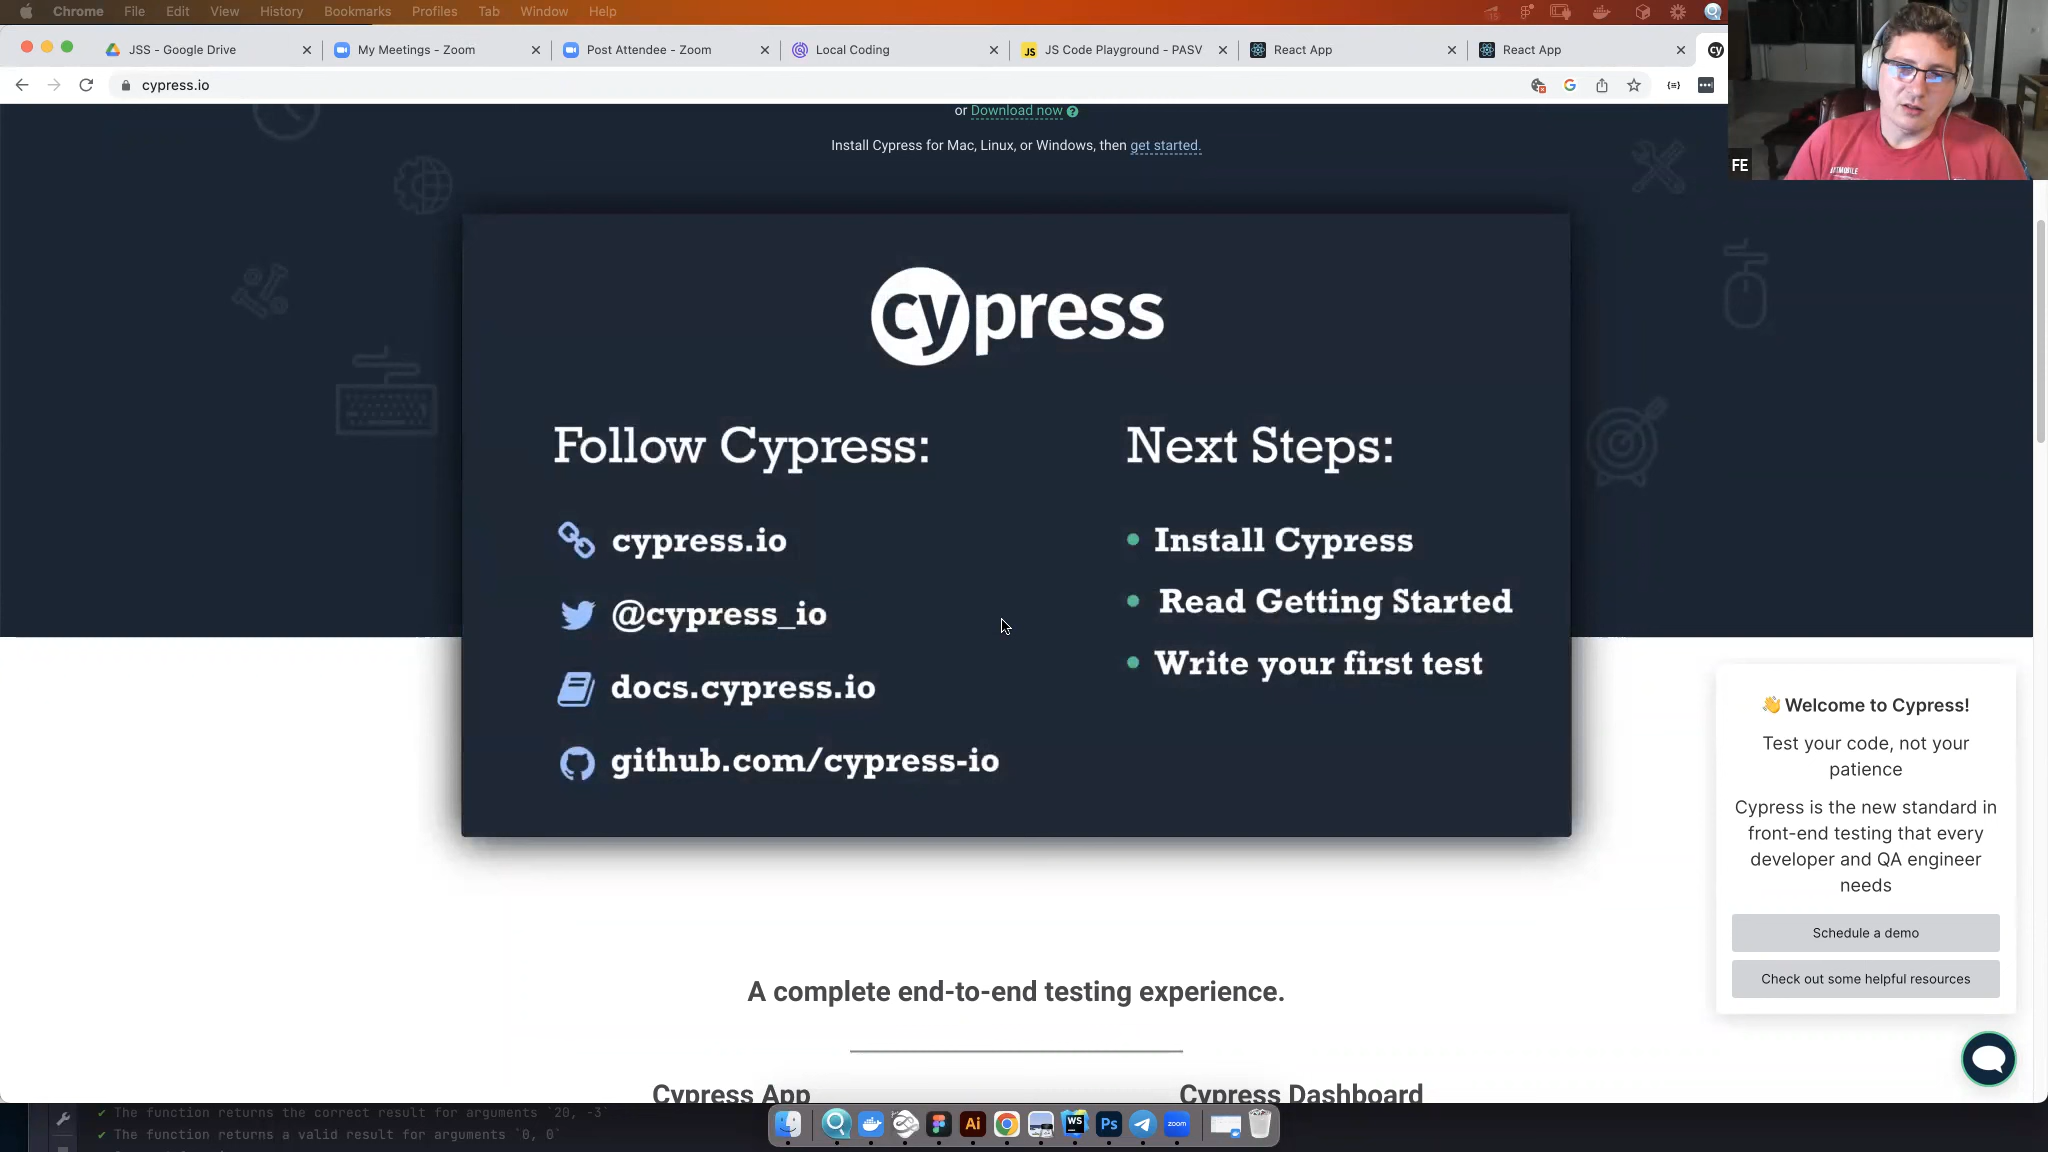 Chrome File Edit View History Bookmarks Profiles Tab Window Help
JSS - Google Drive
My Meetings - Zoom
Post Attendee - Zoom
Local Coding
JS Code Playground - PASV
React App
React App
cy
cypress.io
FE
or Download now ?
Install Cypress for Mac, Linux, or Windows, then get started.
cypress
Follow Cypress:
cypress.io
@cypress_io
docs.cypress.io
github.com/cypress-io
Next Steps:
Install Cypress
Read Getting Started
Write your first test
👋 Welcome to Cypress!
Test your code, not your
patience
Cypress is the new standard in
front-end testing that every
developer and QA engineer
needs
Schedule a demo
Check out some helpful resources
A complete end-to-end testing experience.
Cypress App
Cypress Dashboard
✔ The function returns the correct result for arguments `20, -3`
✔ The function returns a valid result for arguments `0, 0`
Ai
WS
Ps
zoom